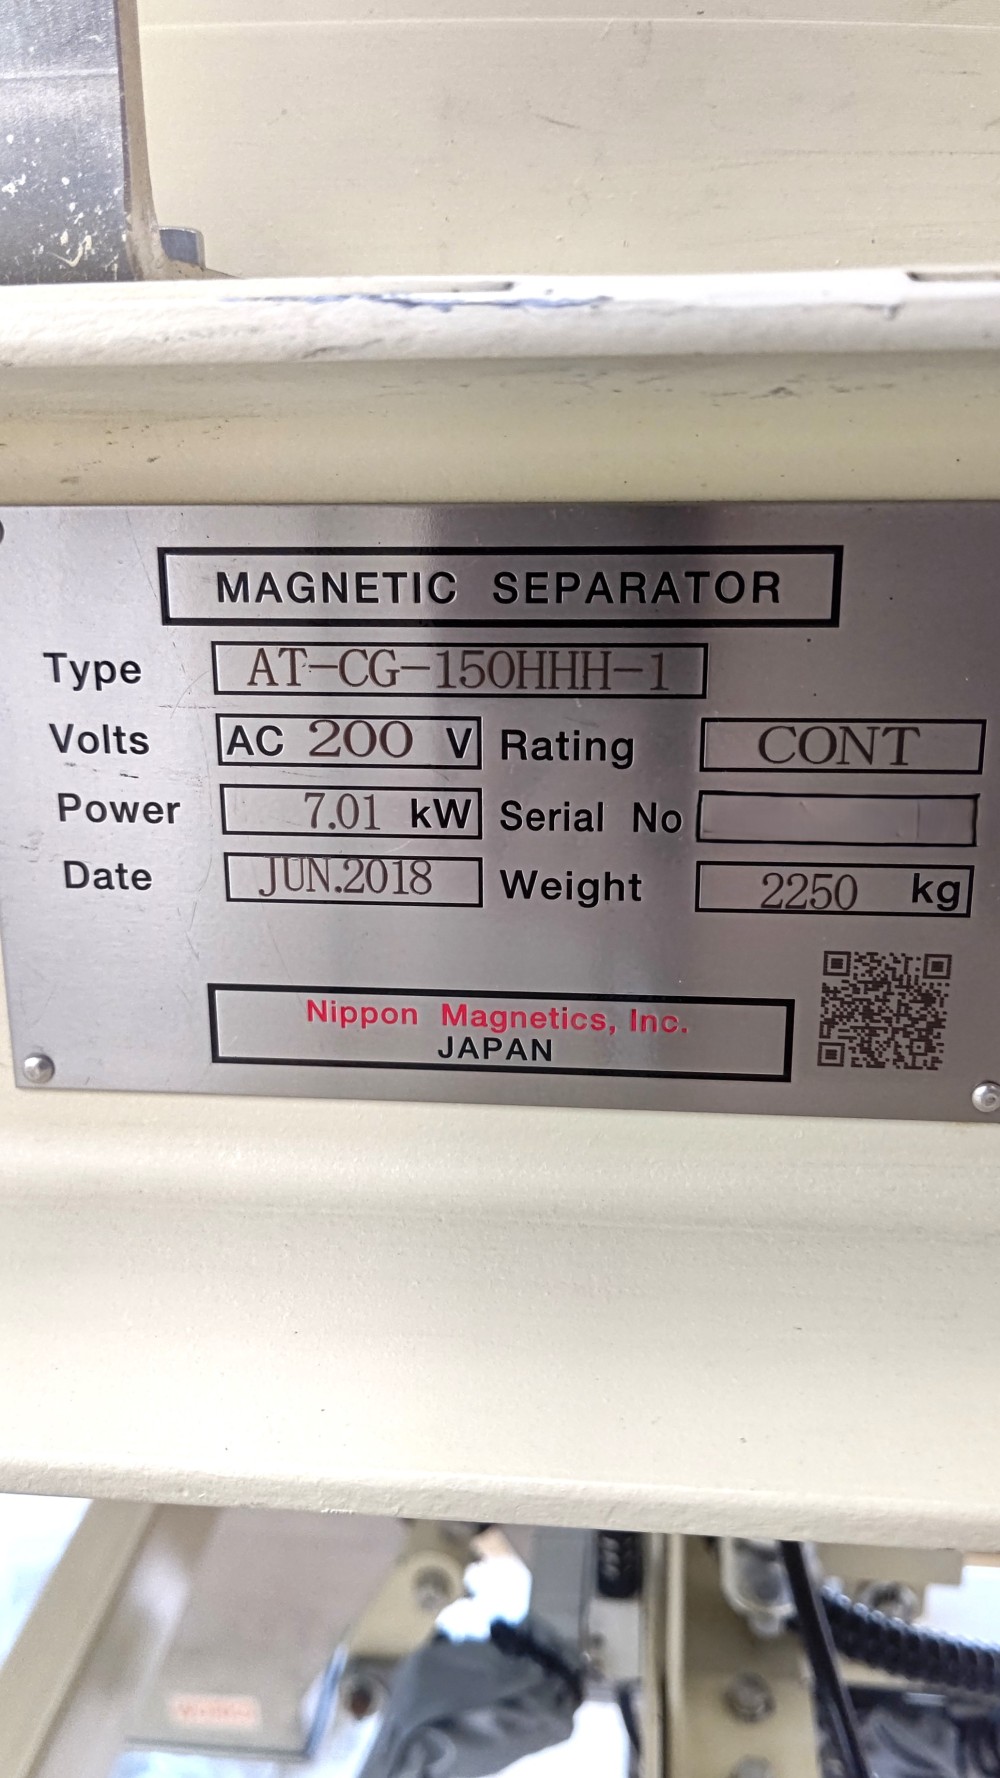 MAGNETIC SEPARATOR
Type AT-CG-150HHH-1
Volts AC 200 V Rating CONT
Power 7.01 kW Serial No
Date JUN.2018 Weight 2250 kg
Nippon Magnetics, Inc.
JAPAN